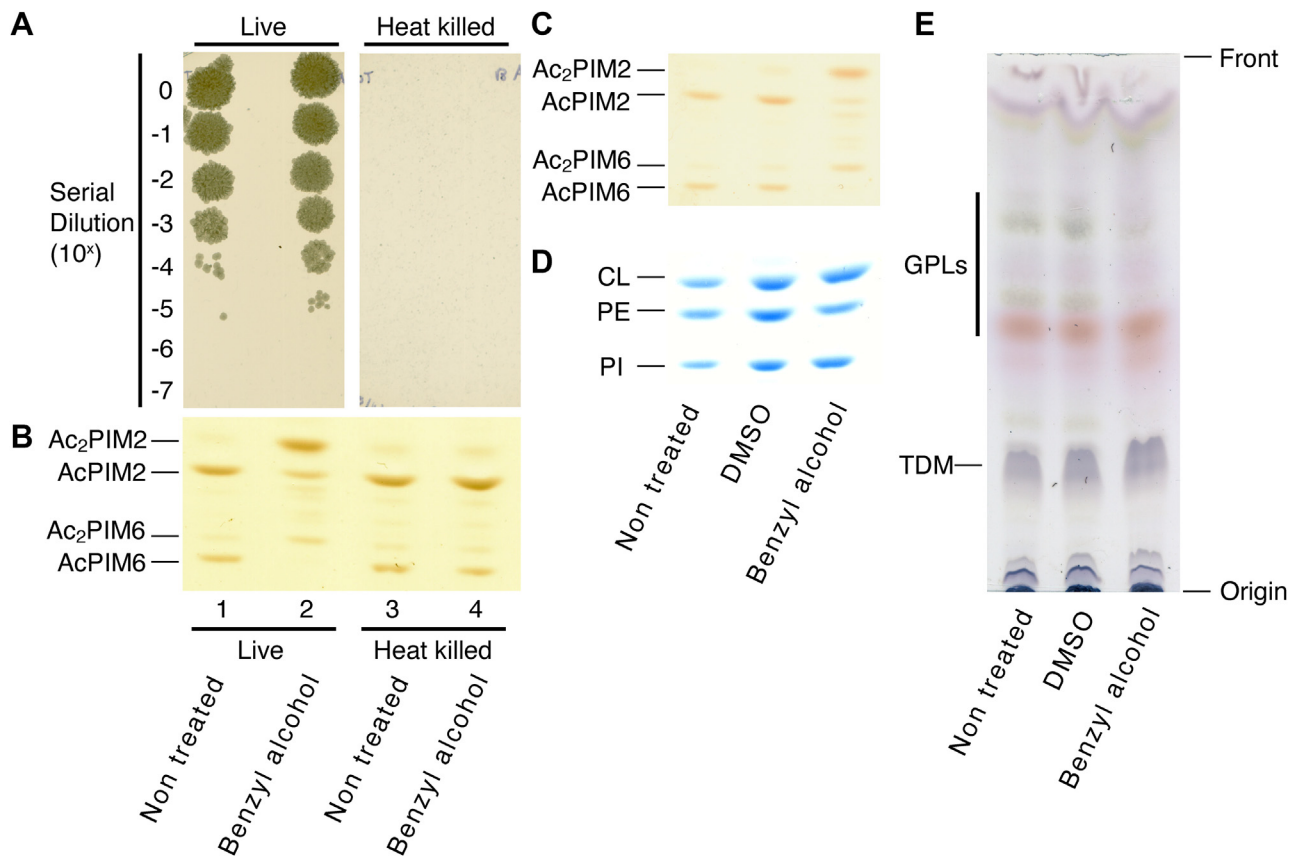 A
Live
Heat killed
Serial
Dilution
(10ˣ)
0
-1
-2
-3
-4
-5
-6
-7
B
Ac₂PIM2
AcPIM2
Ac₂PIM6
AcPIM6
1 2 3 4
Live
Heat killed
Non treated
Benzyl alcohol
Non treated
Benzyl alcohol
C
Ac₂PIM2
AcPIM2
Ac₂PIM6
AcPIM6
D
CL
PE
PI
Non treated
DMSO
Benzyl alcohol
E
Front
GPLs
TDM
Origin
Non treated
DMSO
Benzyl alcohol